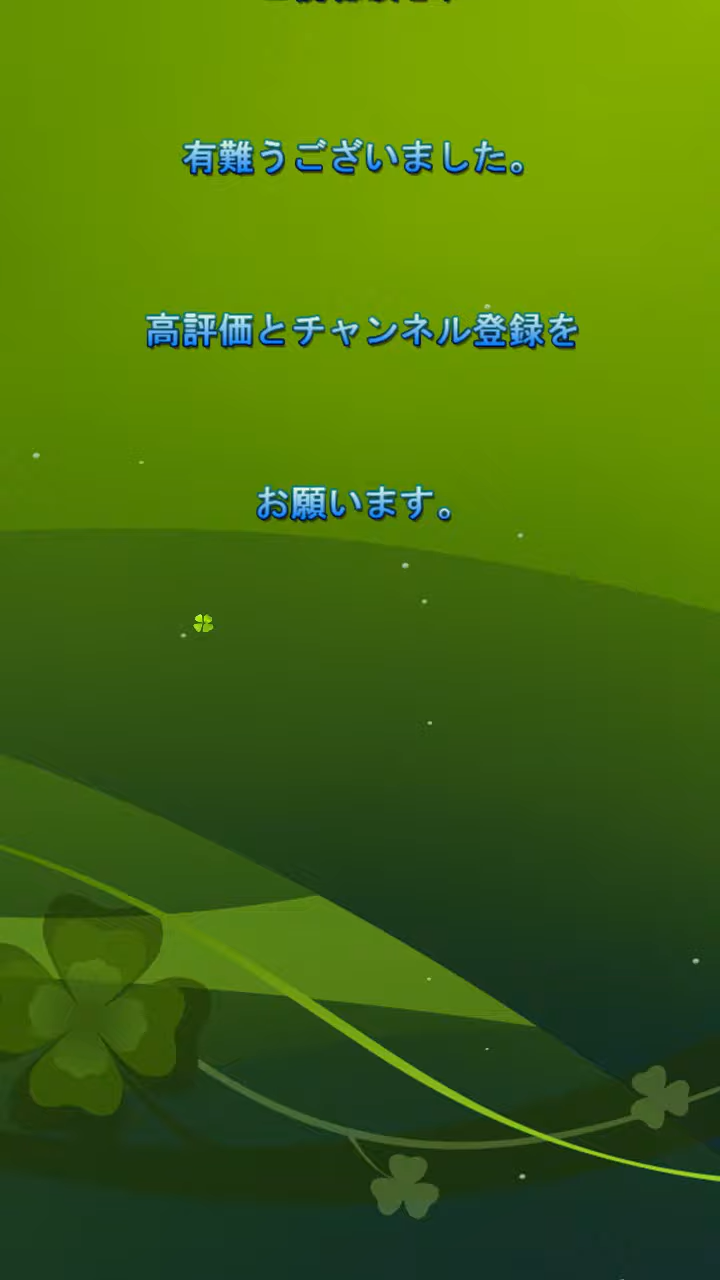 有難うございました。
高評価とチャンネル登録を
お願います。